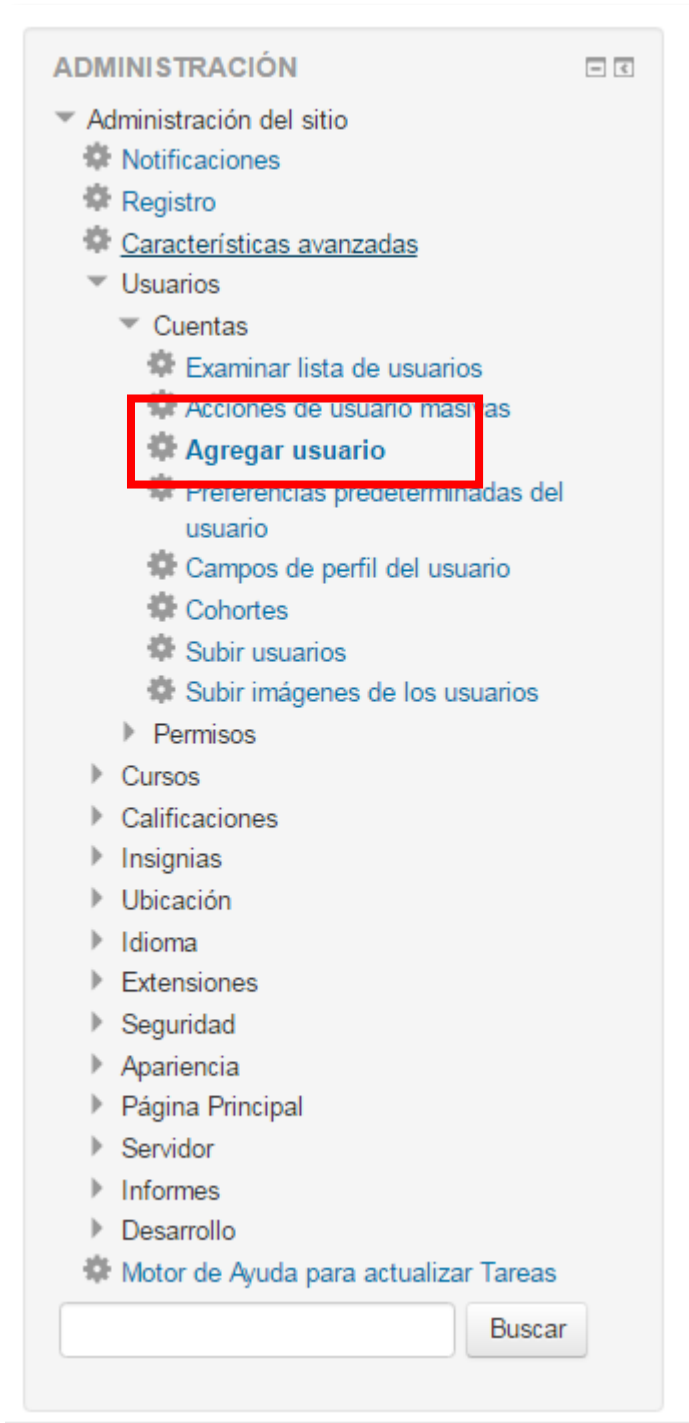 ADMINISTRACIÓN
Administración del sitio
Notificaciones
Registro
Características avanzadas
Usuarios
Cuentas
Examinar lista de usuarios
Acciones de usuario masivas
Agregar usuario
Preferencias predeterminadas del
usuario
Campos de perfil del usuario
Cohortes
Subir usuarios
Subir imágenes de los usuarios
Permisos
Cursos
Calificaciones
Insignias
Ubicación
Idioma
Extensiones
Seguridad
Apariencia
Página Principal
Servidor
Informes
Desarrollo
Motor de Ayuda para actualizar Tareas
Buscar